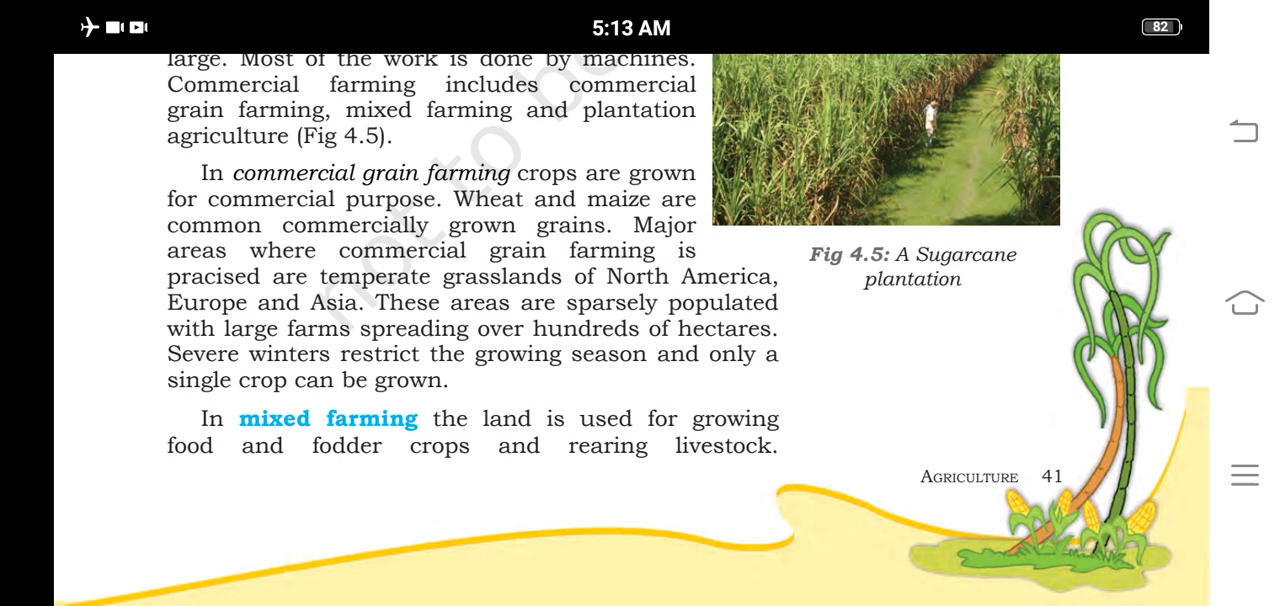 5:13 AM
82
large. Most of the work is done by machines.
Commercial farming includes commercial
grain farming, mixed farming and plantation
agriculture (Fig 4.5).
In commercial grain farming crops are grown
for commercial purpose. Wheat and maize are
common commercially grown grains. Major
areas where commercial grain farming is
pracised are temperate grasslands of North America,
Europe and Asia. These areas are sparsely populated
with large farms spreading over hundreds of hectares.
Severe winters restrict the growing season and only a
single crop can be grown.
In mixed farming the land is used for growing
food and fodder crops and rearing livestock.
Fig 4.5: A Sugarcane
plantation
AGRICULTURE 41
not to be